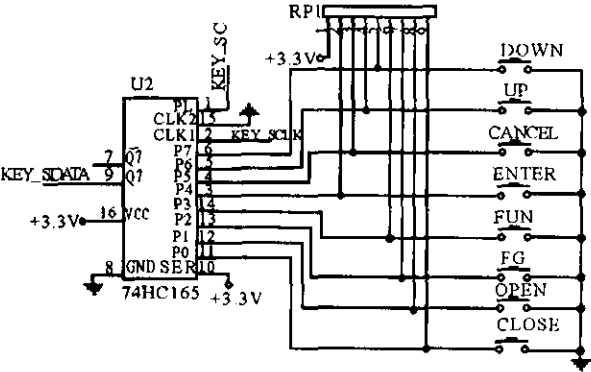 RP1
KEY_SC
+3.3V
DOWN
U2
UP
PL 1
CLK2 15
CLK1 2
KEY_SCLK
CANCEL
P7 6
7 Q7
P6 5
KEY_SDATA 9 Q7
P5 4
ENTER
P4 3
P3 14
FUN
+3.3V 16 VCC
P2 13
P1 12
FG
P0 11
8 GND SER 10
OPEN
74HC165
+3.3V
CLOSE